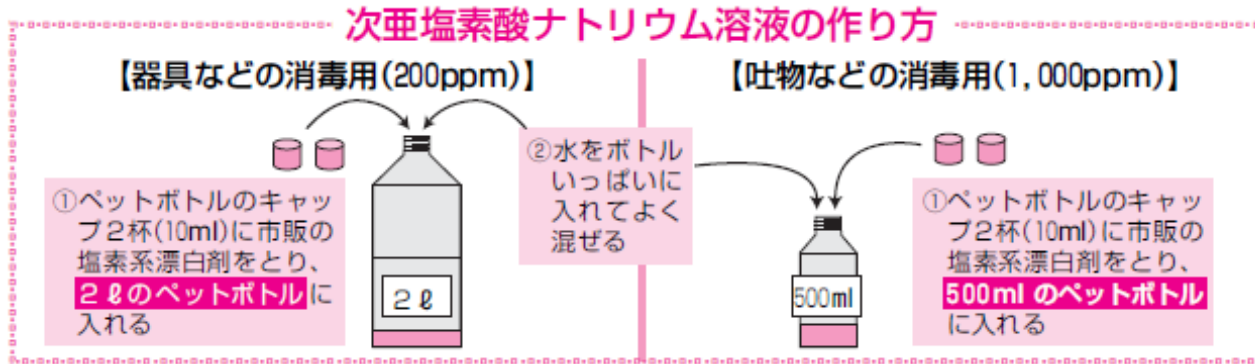 次亜塩素酸ナトリウム溶液の作り方
【器具などの消毒用(200ppm)】
①ペットボトルのキャッ
プ2杯(10ml)に市販の
塩素系漂白剤をとり、
2ℓのペットボトルに
入れる
2ℓ
②水をボトル
いっぱいに
入れてよく
混ぜる
【吐物などの消毒用(1,000ppm)】
500ml
①ペットボトルのキャッ
プ2杯(10ml)に市販の
塩素系漂白剤をとり、
500mlのペットボトル
に入れる